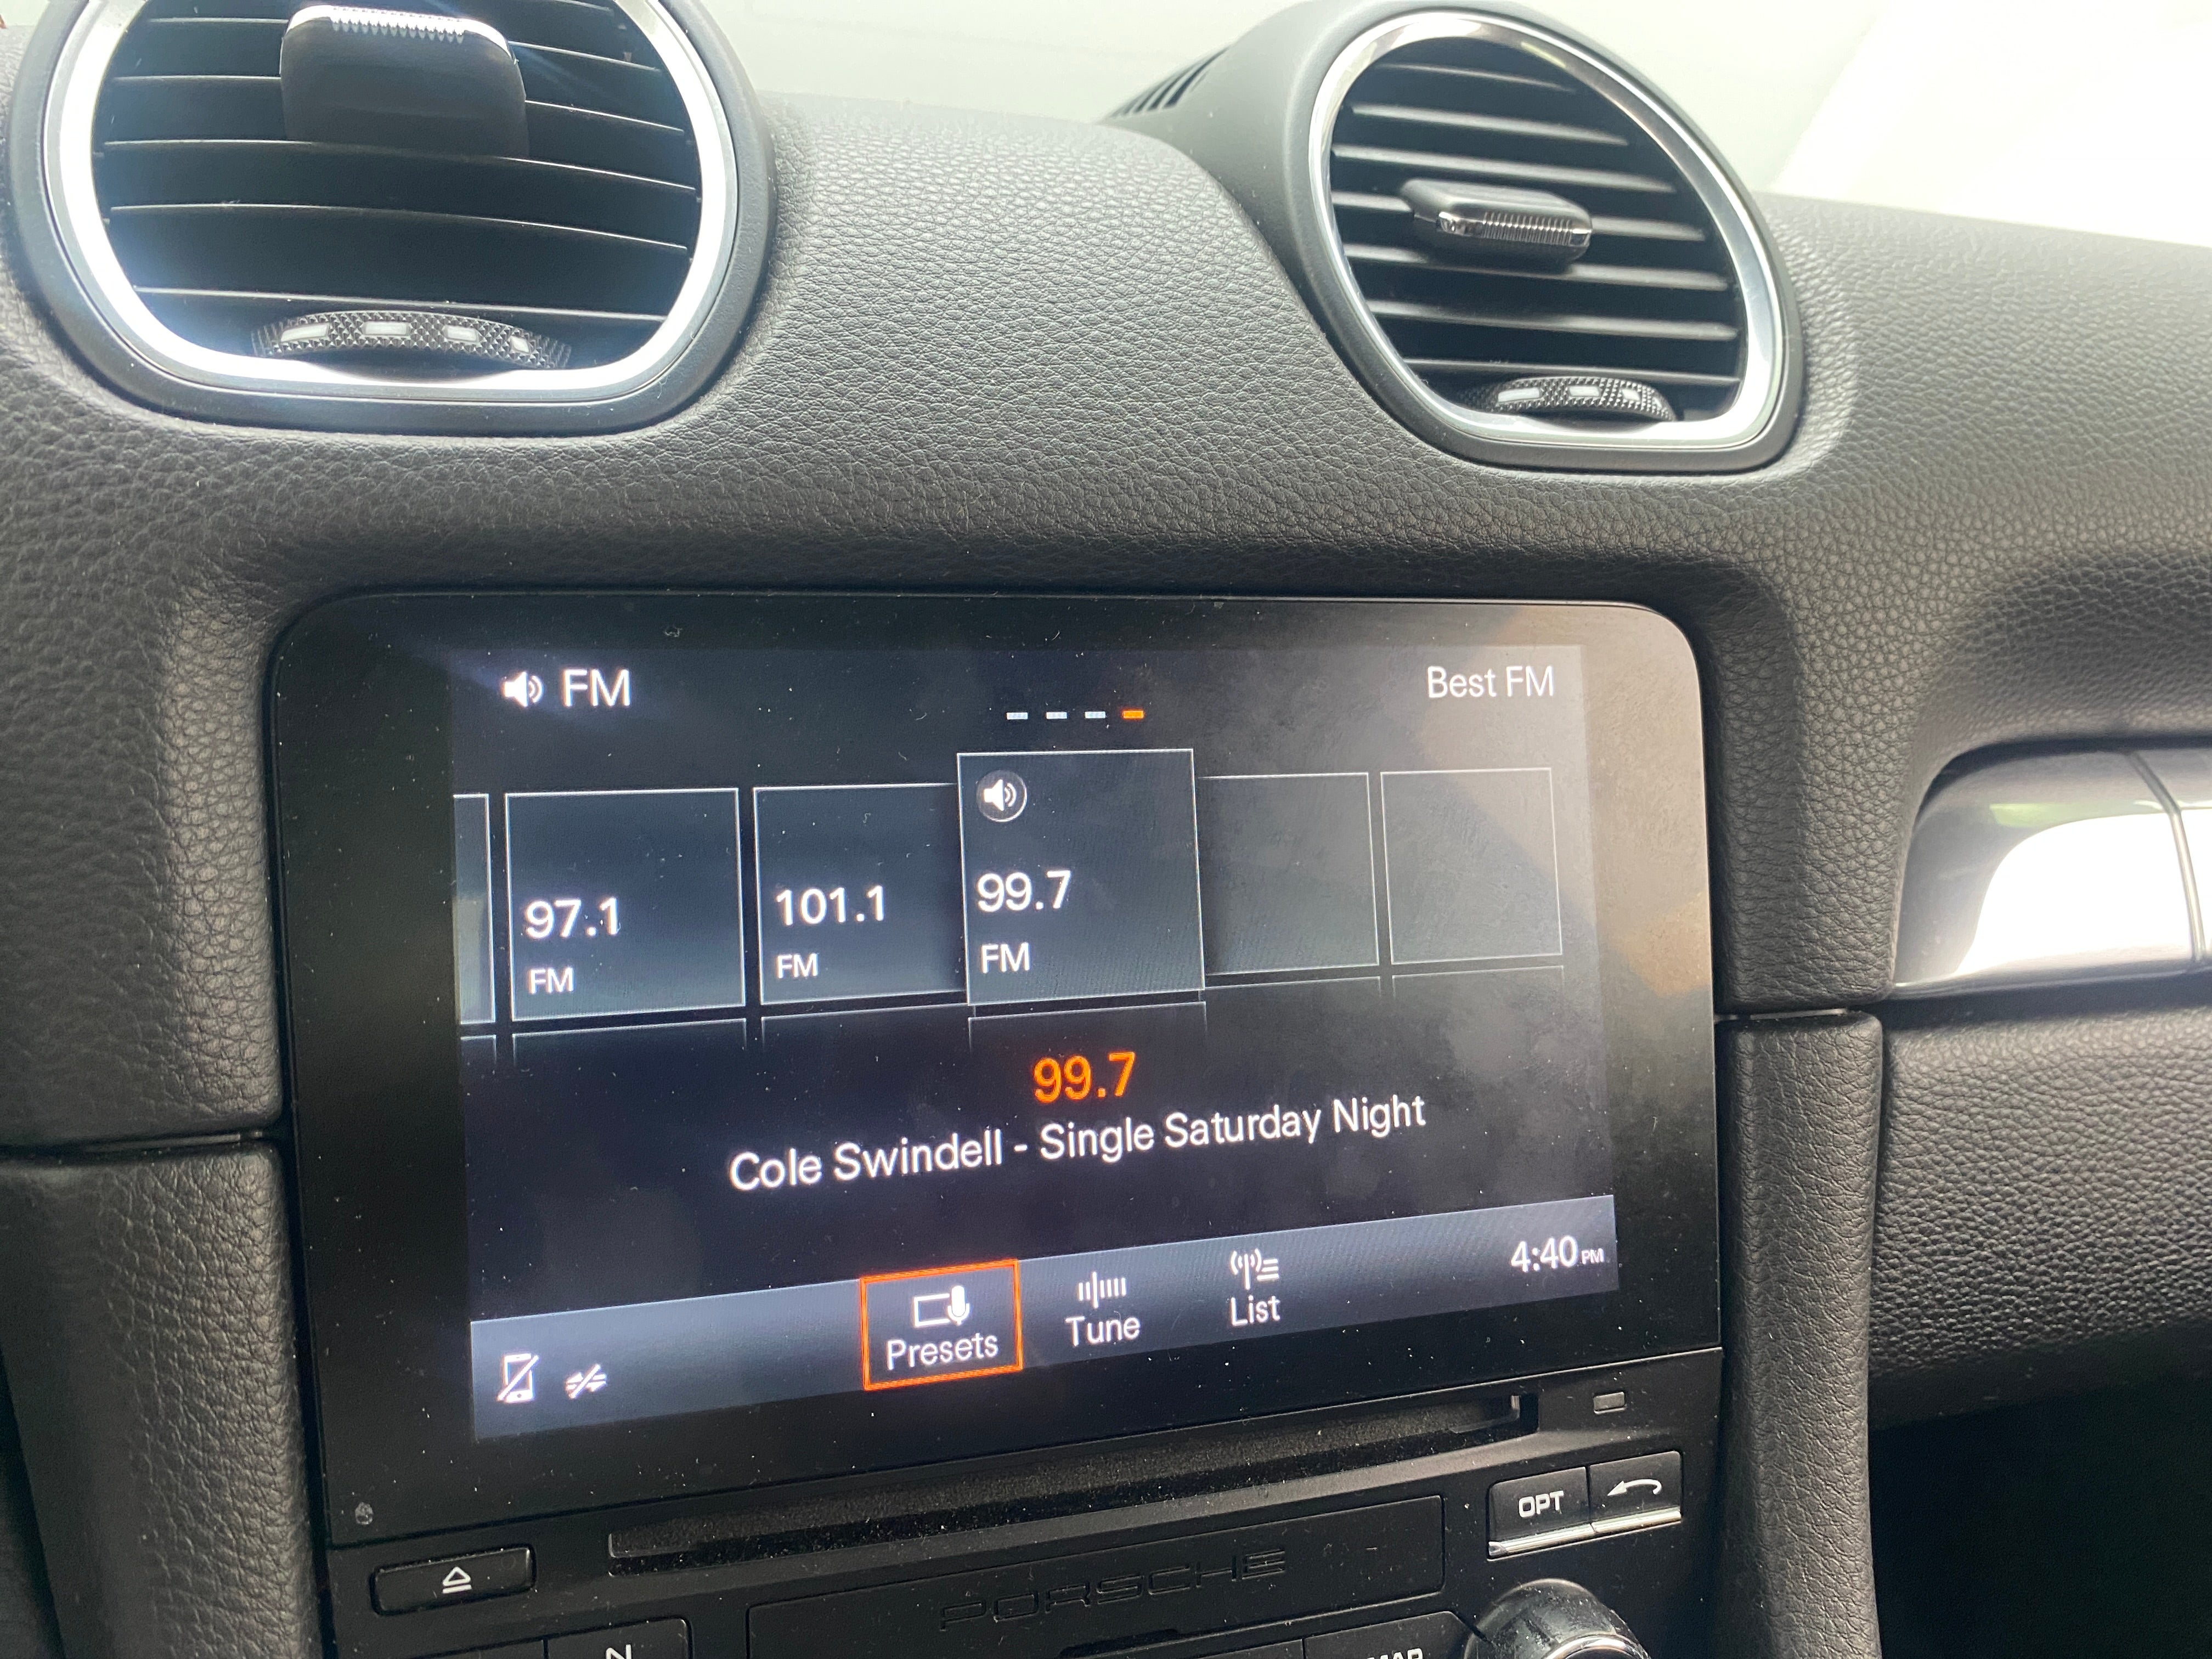 FM
Best FM
97.1
FM
101.1
FM
99.7
FM
99.7
Cole Swindell - Single Saturday Night
Presets
Tune
List
4:40 PM
OPT
PORSCHE
MAP